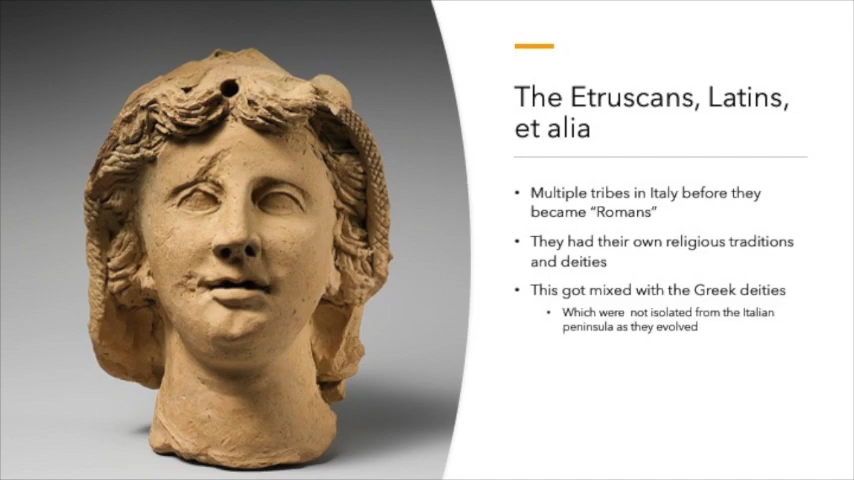 The Etruscans, Latins,
et alia
• Multiple tribes in Italy before they
became “Romans”
• They had their own religious traditions
and deities
• This got mixed with the Greek deities
• Which were not isolated from the Italian
peninsula as they evolved